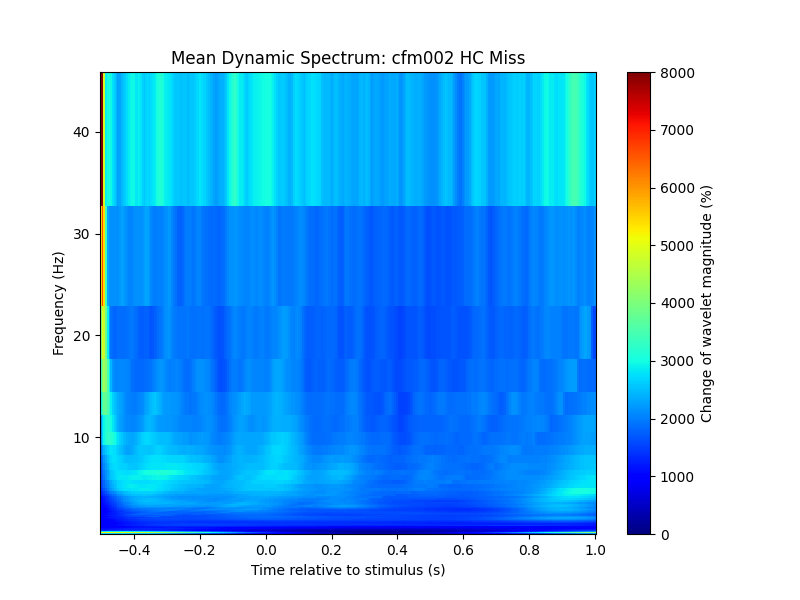 Mean Dynamic Spectrum: cfm002 HC Miss
40
30
20
10
Frequency (Hz)
−0.4 −0.2 0.0 0.2 0.4 0.6 0.8 1.0
Time relative to stimulus (s)
8000
7000
6000
5000
4000
3000
2000
1000
0
Change of wavelet magnitude (%)